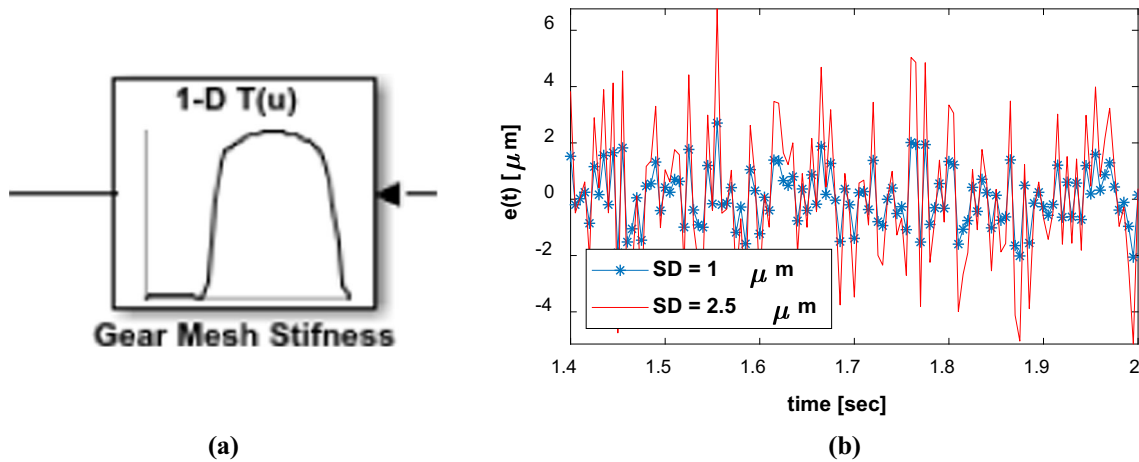 1-D T(u)
Gear Mesh Stifness
(a)
e(t) [μm]
6
4
2
0
-2
-4
SD = 1 μ m
SD = 2.5 μ m
1.4 1.5 1.6 1.7 1.8 1.9 2
time [sec]
(b)